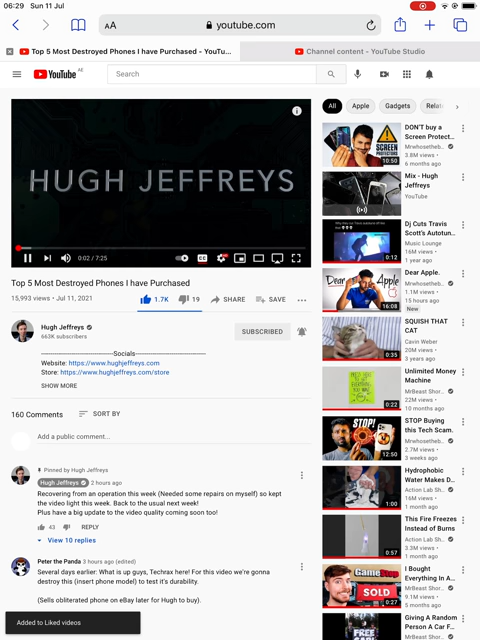 06:29 Sun 11 Jul
AA
youtube.com
Top 5 Most Destroyed Phones I have Purchased - YouTu...
Channel content - YouTube Studio
YouTube AE
Search
HUGH JEFFREYS
0:02 / 7:25
Top 5 Most Destroyed Phones I have Purchased
15,993 views • Jul 11, 2021
1.7K
19
SHARE
SAVE
Hugh Jeffreys
663K subscribers
SUBSCRIBED
Socials
Website: https://www.hughjeffreys.com
Store: https://www.hughjeffreys.com/store
SHOW MORE
160 Comments
SORT BY
Add a public comment...
Pinned by Hugh Jeffreys
Hugh Jeffreys 2 hours ago
Recovering from an operation this week (Needed some repairs on myself) so kept
the video light this week. Back to the usual next week!
Plus have a big update to the video quality coming soon too!
43
REPLY
View 10 replies
Peter the Panda 3 hours ago (edited)
Several days earlier: What is up guys, Techrax here! For this video we're gonna
destroy this (insert phone model) to test it's durability.
(Sells obliterated phone on eBay later for Hugh to buy).
Added to Liked videos
All
Apple
Gadgets
Relat
SCREEN
PROTECTORS
10:50
DON'T buy a
Screen Protect...
Mrwhosetheb...
3.8M views •
6 months ago
Mix - Hugh
Jeffreys
YouTube
0:12
Dj Cuts Travis
Scott's Autotun...
Music Lounge
16M views •
1 year ago
Dear Apple
16:08
Dear Apple.
Mrwhosetheb...
1.1M views •
15 hours ago
New
0:35
SQUISH THAT
CAT
Cavin Weber
20M views •
3 years ago
0:22
Unlimited Money
Machine
MrBeast Shor...
22M views •
10 months ago
STOP!
12:50
STOP Buying
this Tech Scam.
Mrwhosetheb...
2.7M views •
3 weeks ago
1:00
Hydrophobic
Water Makes D...
Action Lab Sh...
4.3M views •
1 month ago
0:57
This Fire Freezes
Instead of Burns
Action Lab Sh...
3.3M views •
1 month ago
GameStop
SOLD
0:27
I Bought
Everything In A...
MrBeast Shor...
9.1M views •
5 months ago
FREE
Giving A Random
Person A Car F...
MrBeast Shor...